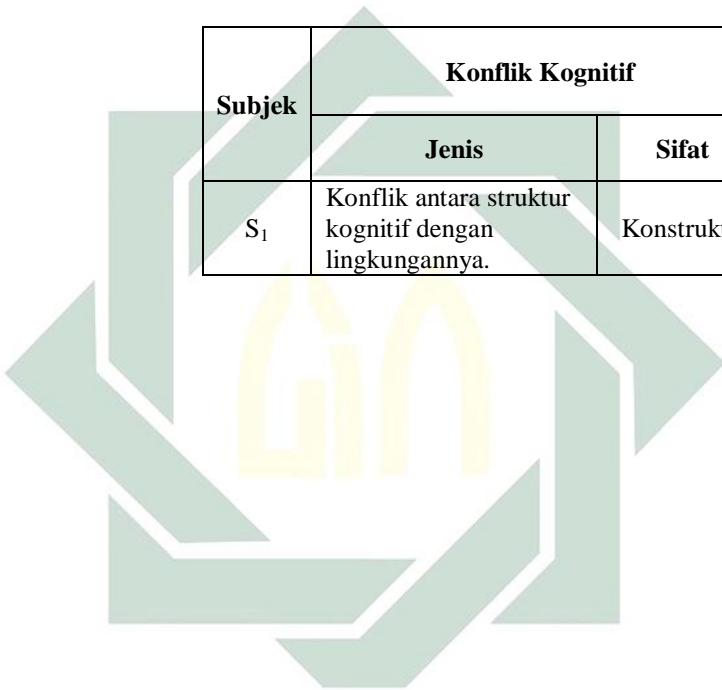 Konflik Kognitif
Subjek
Jenis Sifat
Konflik antara struktur
S₁ kognitif dengan
lingkungannya.